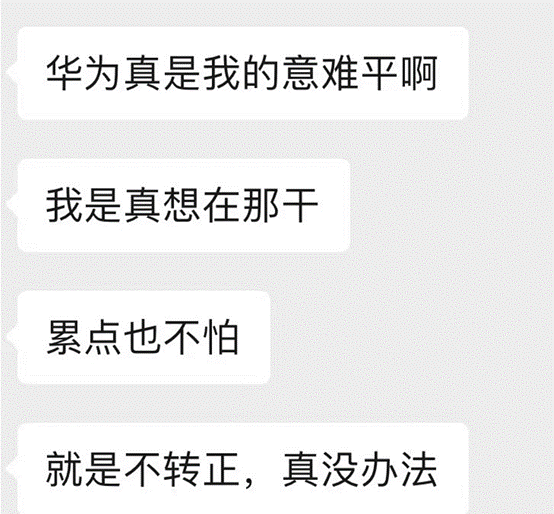 华为真是我的意难平啊
我是真想在那干
累点也不怕
就是不转正，真没办法